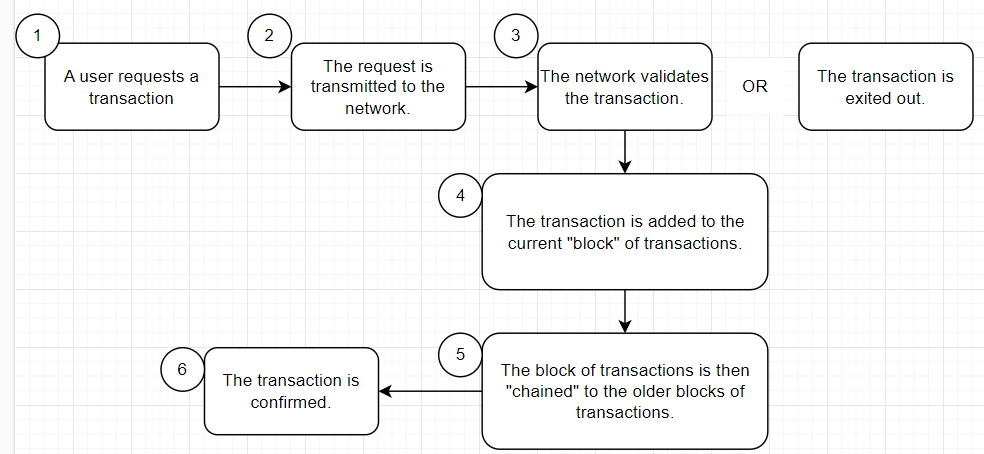 1
A user requests a
transaction
2
The request is
transmitted to the
network.
3
The network validates
the transaction.
OR
The transaction is
exited out.
4
The transaction is added to the
current "block" of transactions.
5
The block of transactions is then
"chained" to the older blocks of
transactions.
6
The transaction is
confirmed.